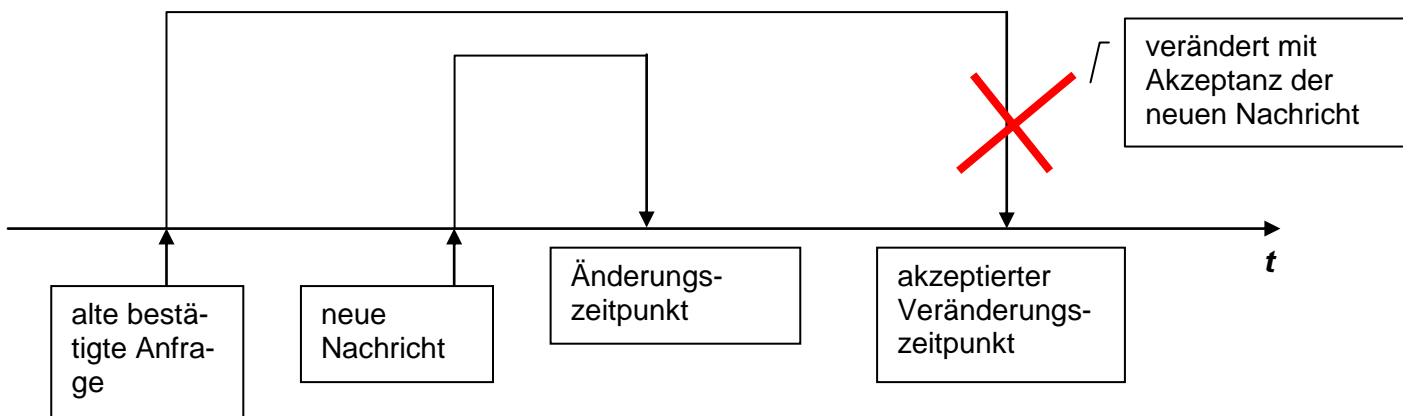 verändert mit
Akzeptanz der
neuen Nachricht
t
Änderungs-
zeitpunkt
akzeptierter
Veränderungs-
zeitpunkt
alte bestä-
tigte Anfra-
ge
neue
Nachricht